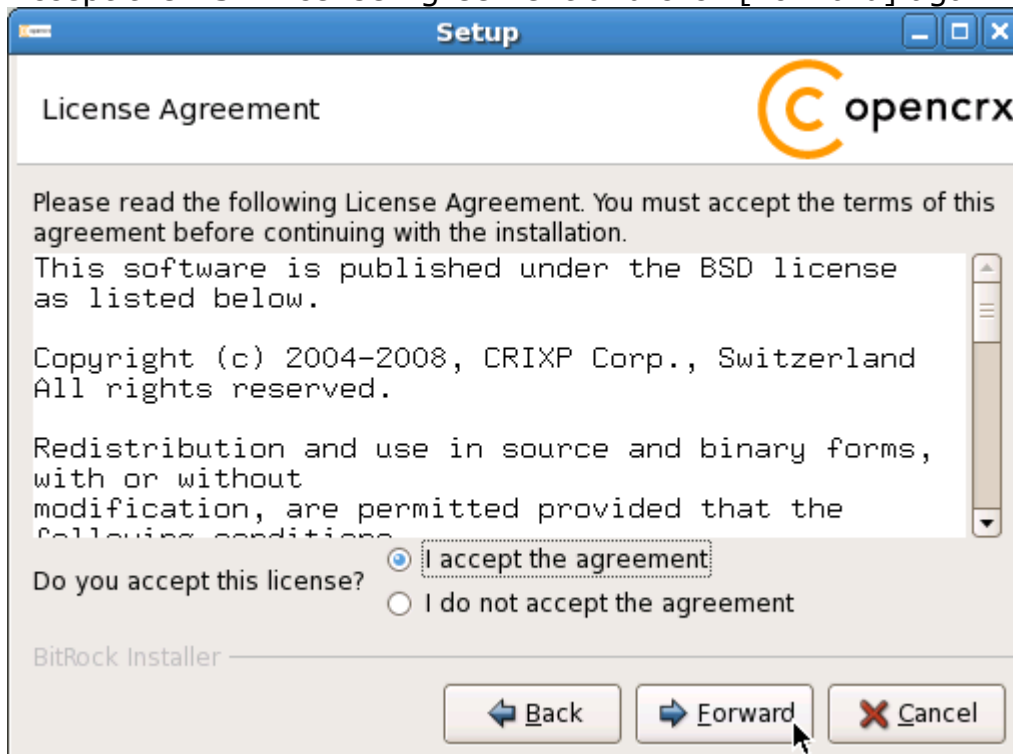 Setup
License Agreement
opencrx
Please read the following License Agreement. You must accept the terms of this
agreement before continuing with the installation.
This software is published under the BSD license
as listed below.
Copyright (c) 2004-2008, CRIXP Corp., Switzerland
All rights reserved.
Redistribution and use in source and binary forms,
with or without
modification, are permitted provided that the
following conditions
Do you accept this license?
I accept the agreement
I do not accept the agreement
BitRock Installer
Back
Forward
Cancel